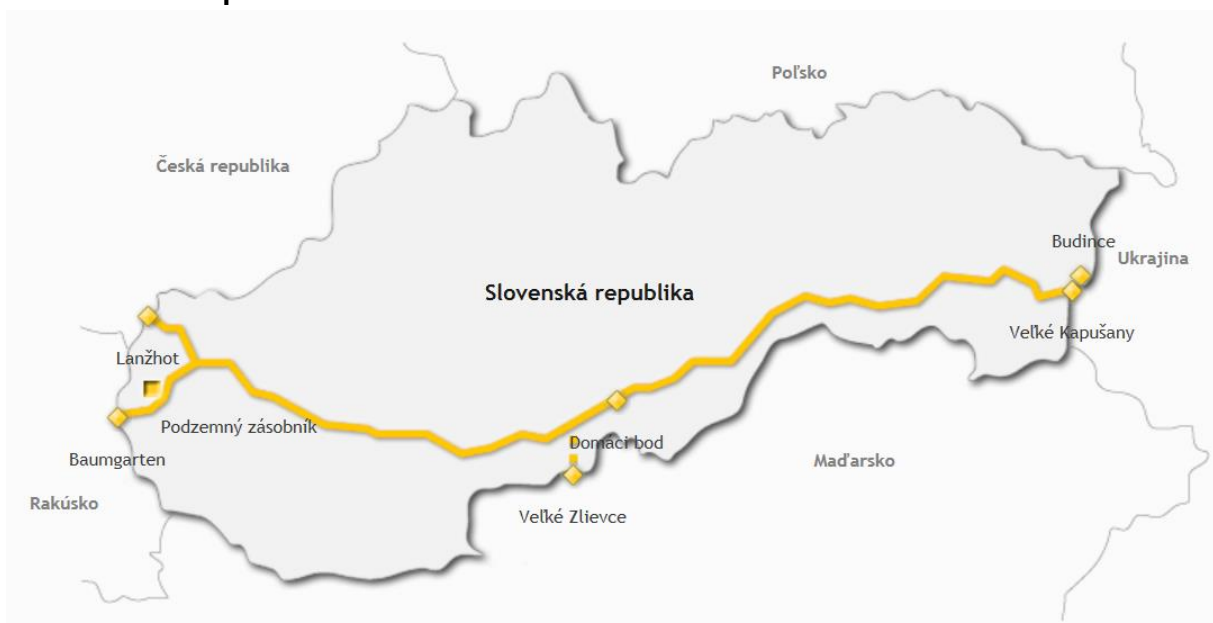 Poľsko
Česká republika
Budince
Ukrajina
Slovenská republika
Veľké Kapušany
Lanžhot
Podzemný zásobník
Domáci bod
Baumgarten
Maďarsko
Rakúsko
Veľké Zlievce